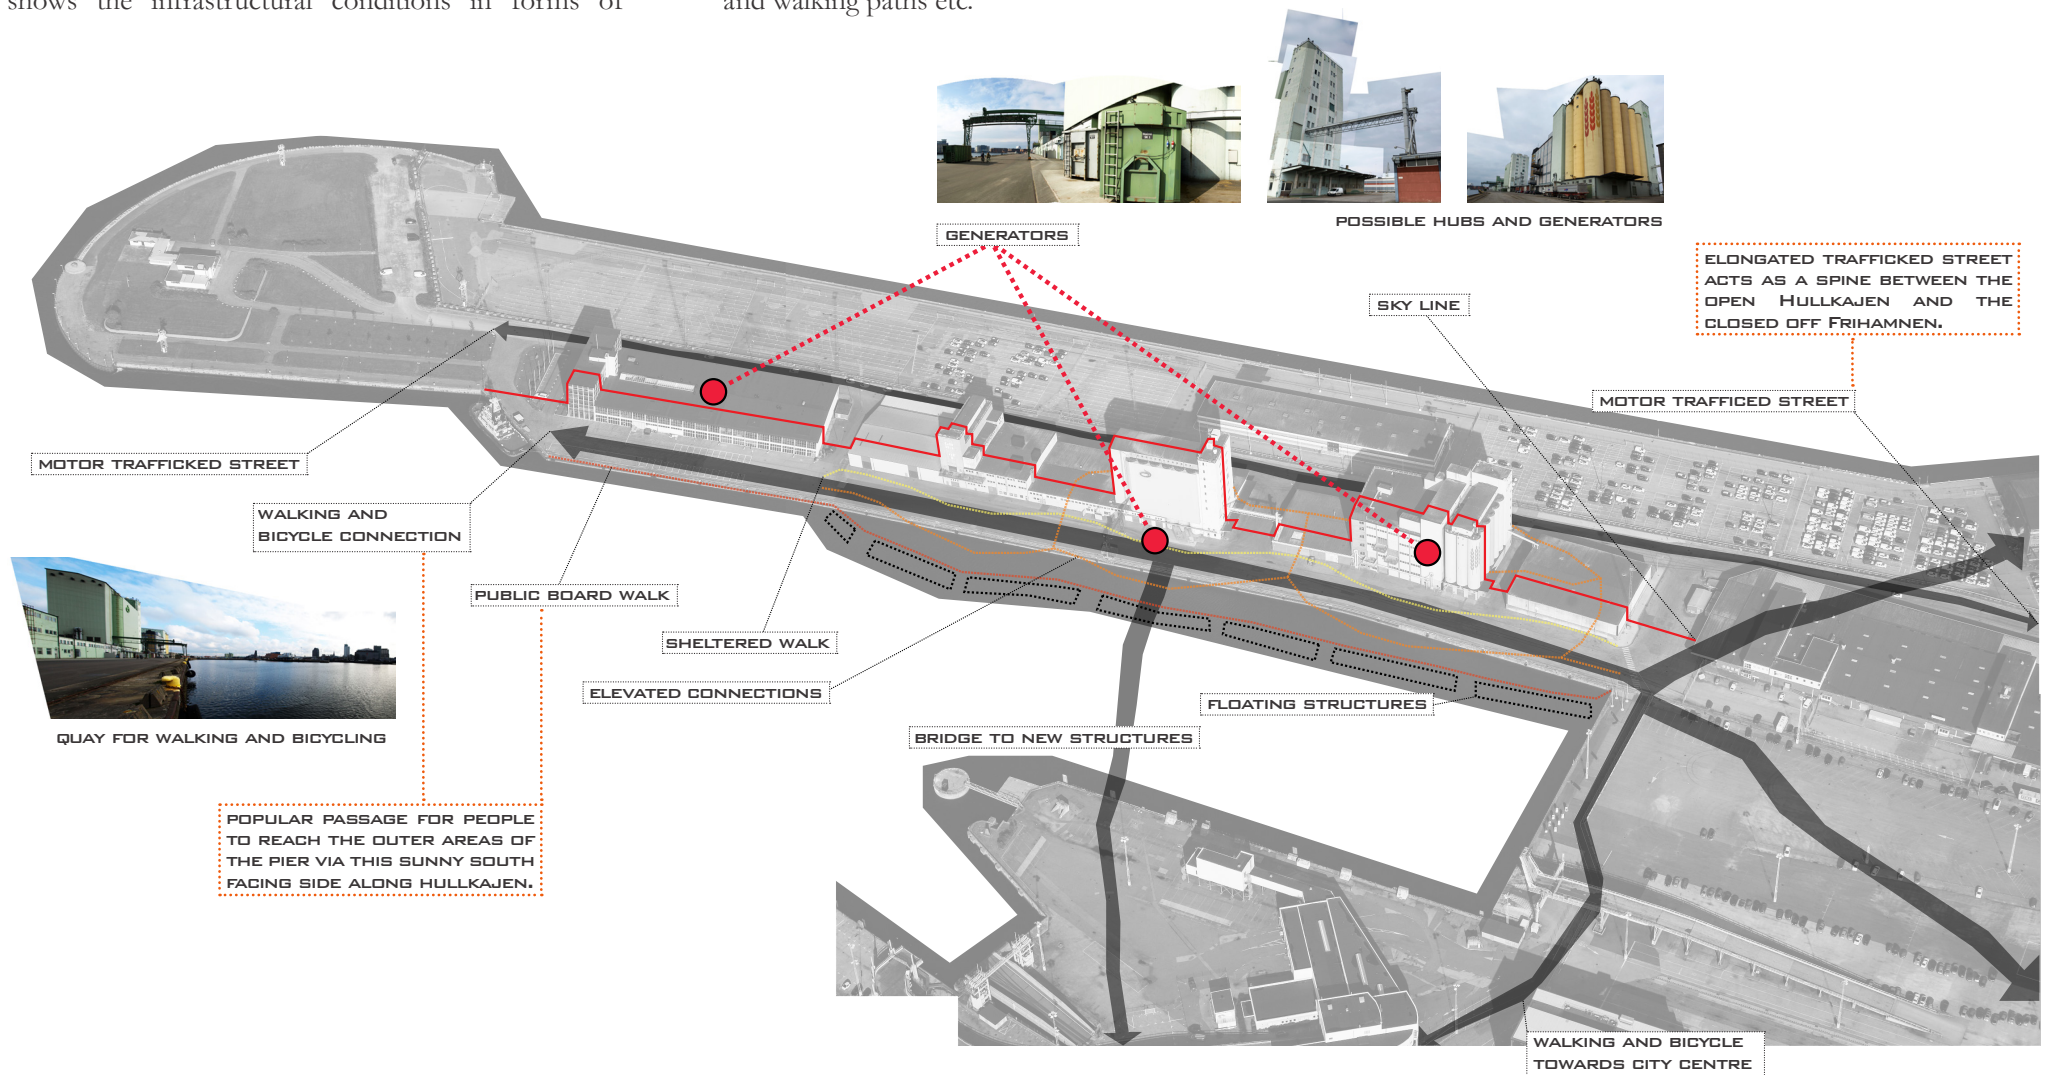 shows the infrastructural conditions in forms of
and walking paths etc.
GENERATORS
POSSIBLE HUBS AND GENERATORS
ELONGATED TRAFFICKED STREET
ACTS AS A SPINE BETWEEN THE
OPEN HULLKAJEN AND THE
CLOSED OFF FRIHAMNEN.
SKY LINE
MOTOR TRAFFICED STREET
MOTOR TRAFFICKED STREET
WALKING AND
BICYCLE CONNECTION
PUBLIC BOARD WALK
SHELTERED WALK
ELEVATED CONNECTIONS
FLOATING STRUCTURES
BRIDGE TO NEW STRUCTURES
QUAY FOR WALKING AND BICYCLING
POPULAR PASSAGE FOR PEOPLE
TO REACH THE OUTER AREAS OF
THE PIER VIA THIS SUNNY SOUTH
FACING SIDE ALONG HULLKAJEN.
WALKING AND BICYCLE
TOWARDS CITY CENTRE